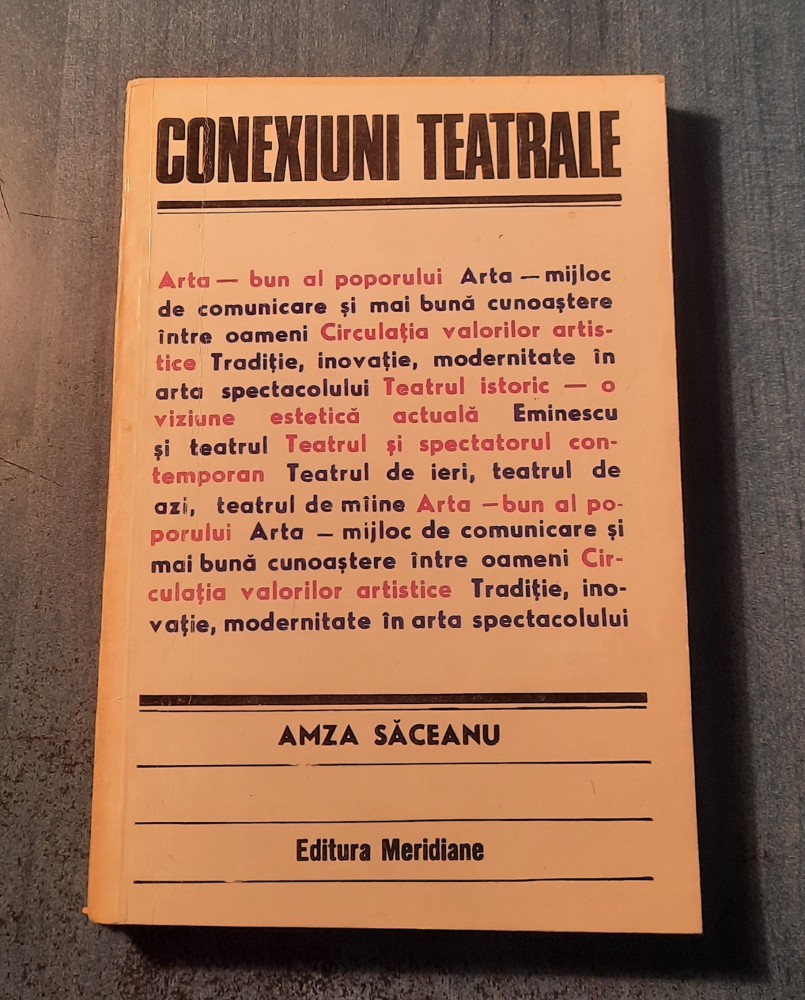 CONEXIUNI TEATRALE
Arta — bun al poporului Arta — mijloc
de comunicare și mai bună cunoaștere
între oameni Circulația valorilor artis-
tice Tradiție, inovație, modernitate în
arta spectacolului Teatrul istoric — o
viziune estetică actuală Eminescu
și teatrul Teatrul și spectatorul con-
temporan Teatrul de ieri, teatrul de
azi, teatrul de mîine Arta — bun al po-
porului Arta — mijloc de comunicare și
mai bună cunoaștere între oameni Cir-
culația valorilor artistice Tradiție, ino-
vație, modernitate în arta spectacolului
AMZA SĂCEANU
Editura Meridiane